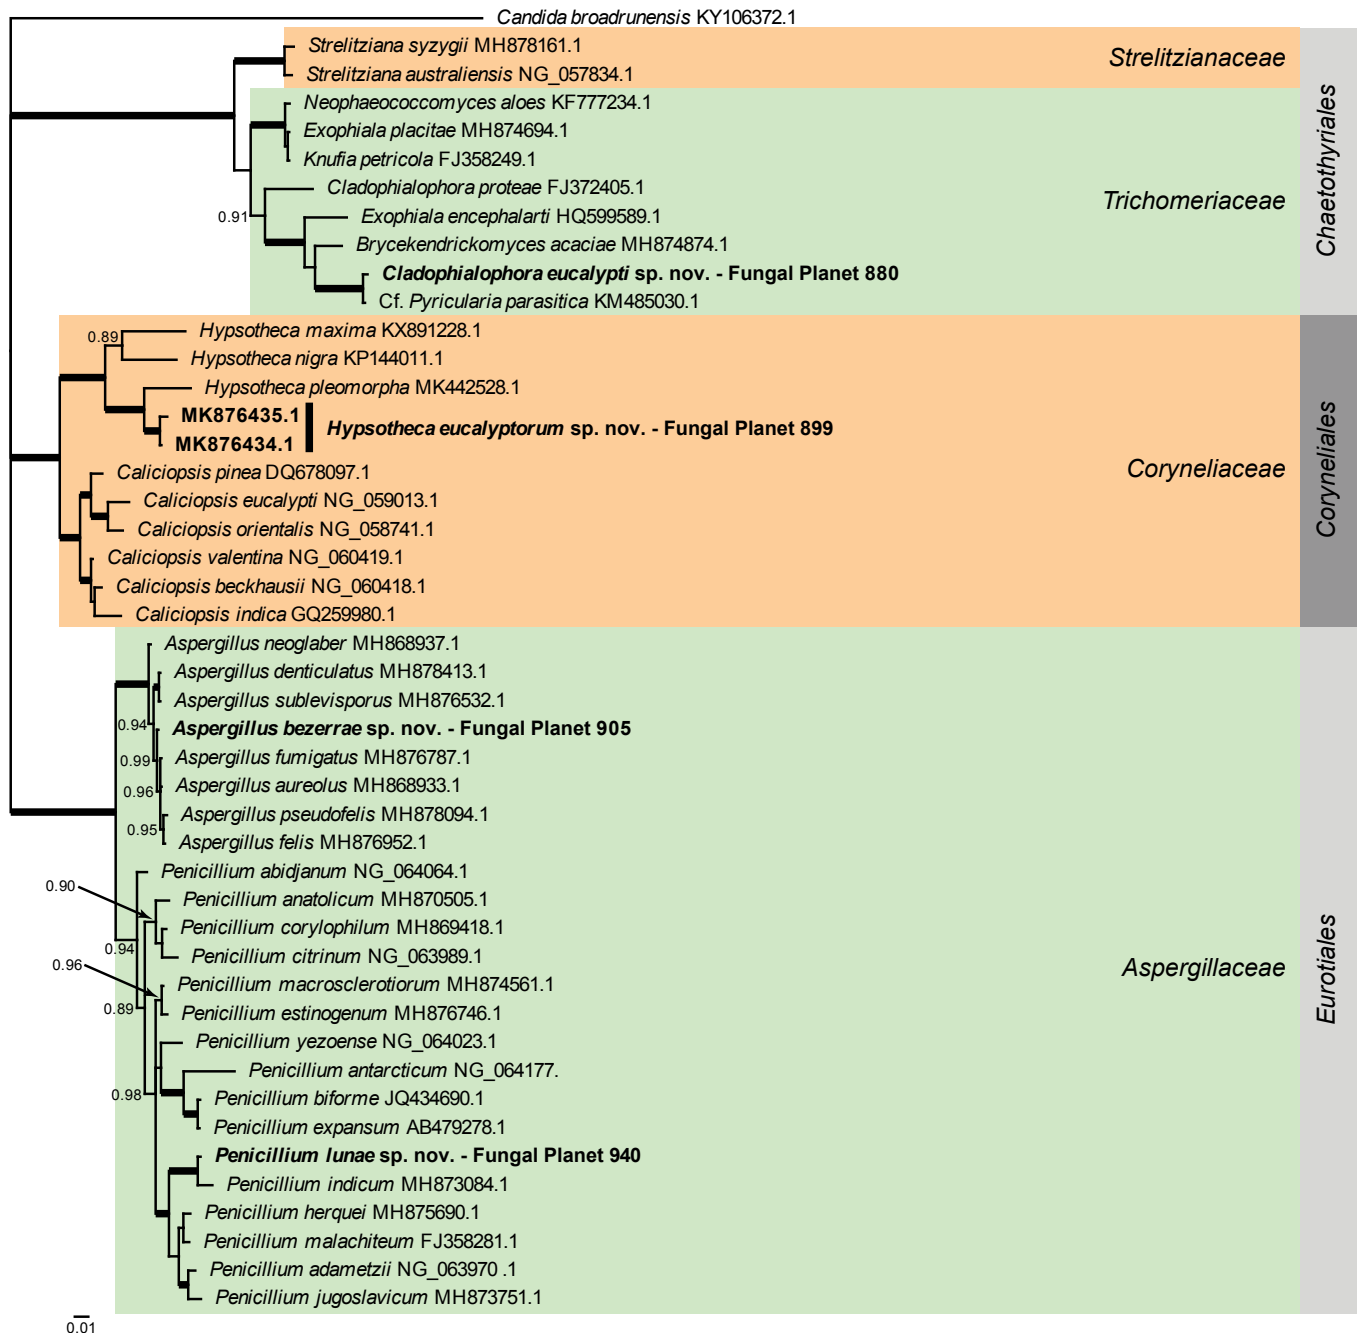 Candida broadrunensis KY106372.1
Strelitziana syzygii MH878161.1
Strelitziana australiensis NG_057834.1
Strelitzianaceae
Neophaeococcomyces aloes KF777234.1
Exophiala placitae MH874694.1
Knufia petricola FJ358249.1
Cladophialophora proteae FJ372405.1
0.91
Exophiala encephalarti HQ599589.1
Brycekendrickomyces acaciae MH874874.1
Cladophialophora eucalypti sp. nov. - Fungal Planet 880
Cf. Pyricularia parasitica KM485030.1
Trichomeriaceae
Chaetothyriales
Hypsotheca maxima KX891228.1
0.89
Hypsotheca nigra KP144011.1
Hypsotheca pleomorpha MK442528.1
MK876435.1
MK876434.1
Hypsotheca eucalyptorum sp. nov. - Fungal Planet 899
Caliciopsis pinea DQ678097.1
Caliciopsis eucalypti NG_059013.1
Caliciopsis orientalis NG_058741.1
Caliciopsis valentina NG_060419.1
Caliciopsis beckhausii NG_060418.1
Caliciopsis indica GQ259980.1
Coryneliaceae
Coryneliales
Aspergillus neoglaber MH868937.1
Aspergillus denticulatus MH878413.1
Aspergillus sublevisporus MH876532.1
0.94
Aspergillus bezerrae sp. nov. - Fungal Planet 905
0.99
Aspergillus fumigatus MH876787.1
0.96
Aspergillus aureolus MH868933.1
Aspergillus pseudofelis MH878094.1
0.95
Aspergillus felis MH876952.1
Penicillium abidjanum NG_064064.1
0.90
Penicillium anatolicum MH870505.1
Penicillium corylophilum MH869418.1
0.94
Penicillium citrinum NG_063989.1
0.96
Penicillium macrosclerotiorum MH874561.1
0.89
Penicillium estinogenum MH876746.1
Penicillium yezoense NG_064023.1
Penicillium antarcticum NG_064177.
0.98
Penicillium biforme JQ434690.1
Penicillium expansum AB479278.1
Penicillium lunae sp. nov. - Fungal Planet 940
Penicillium indicum MH873084.1
Penicillium herquei MH875690.1
Penicillium malachiteum FJ358281.1
Penicillium adametzii NG_063970 .1
Penicillium jugoslavicum MH873751.1
Aspergillaceae
Eurotiales
0.01